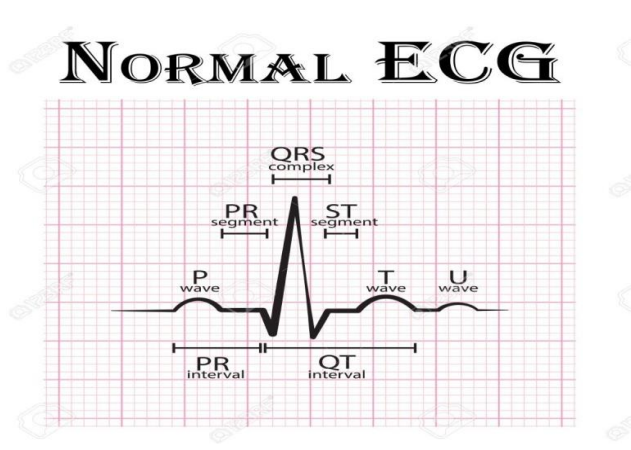 NORMAL ECG
QRS
complex
PR
segment
ST
segment
P
wave
T
wave
U
wave
PR
interval
QT
interval